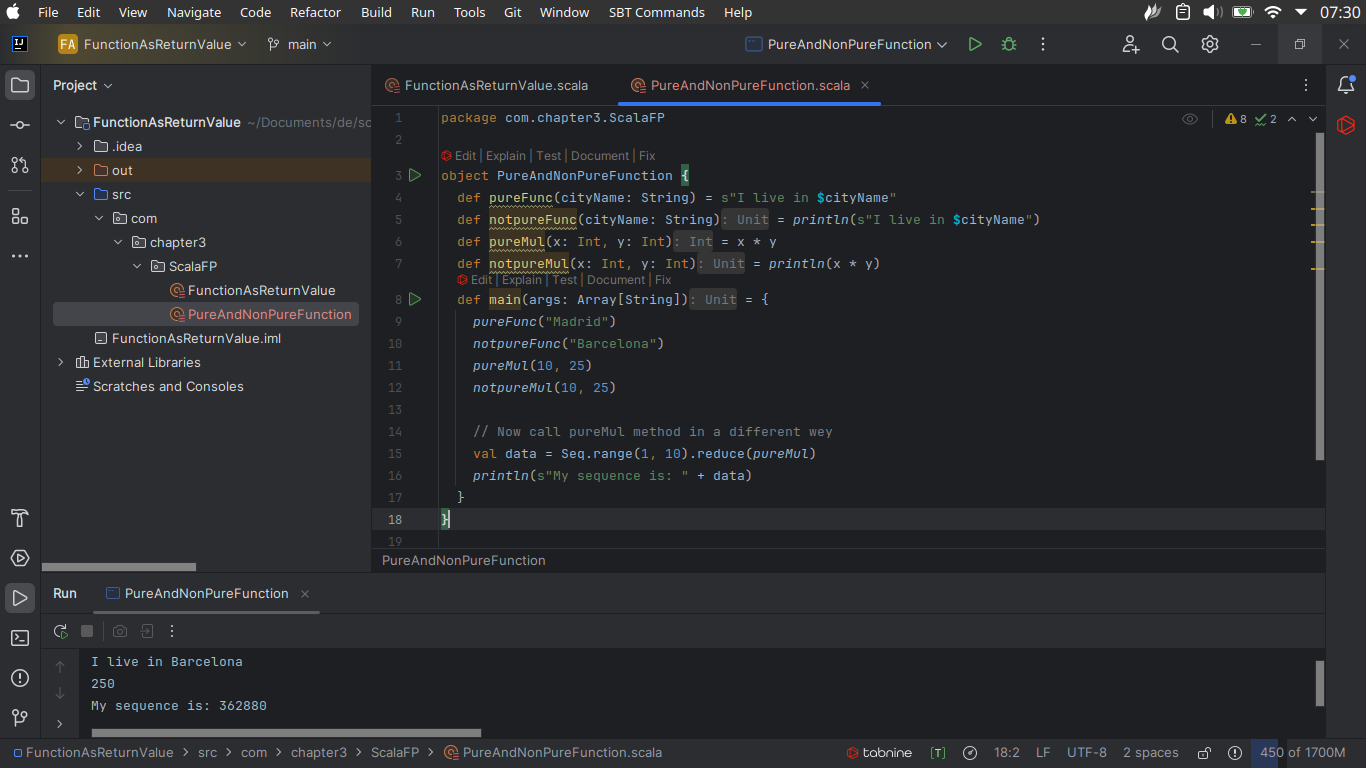 File Edit View Navigate Code Refactor Build Run Tools Git Window SBT Commands Help 07:30
IJ FA FunctionAsReturnValue main PureAndNonPureFunction
Project
FunctionAsReturnValue.scala PureAndNonPureFunction.scala
FunctionAsReturnValue ~/Documents/de/sc
.idea
out
src
com
chapter3
ScalaFP
FunctionAsReturnValue
PureAndNonPureFunction
FunctionAsReturnValue.iml
External Libraries
Scratches and Consoles
8 2
1 package com.chapter3.ScalaFP
2
Edit | Explain | Test | Document | Fix
3 object PureAndNonPureFunction {
4 def pureFunc(cityName: String) = s"I live in $cityName"
5 def notpureFunc(cityName: String): Unit = println(s"I live in $cityName")
6 def pureMul(x: Int, y: Int): Int = x * y
7 def notpureMul(x: Int, y: Int): Unit = println(x * y)
Edit | Explain | Test | Document | Fix
8 def main(args: Array[String]): Unit = {
9 pureFunc("Madrid")
10 notpureFunc("Barcelona")
11 pureMul(10, 25)
12 notpureMul(10, 25)
13
14 // Now call pureMul method in a different wey
15 val data = Seq.range(1, 10).reduce(pureMul)
16 println(s"My sequence is: " + data)
17 }
18 }
19
PureAndNonPureFunction
Run PureAndNonPureFunction
I live in Barcelona
250
My sequence is: 362880
FunctionAsReturnValue > src > com > chapter3 > ScalaFP > PureAndNonPureFunction.scala tabnine [T] 18:2 LF UTF-8 2 spaces 450 of 1700M